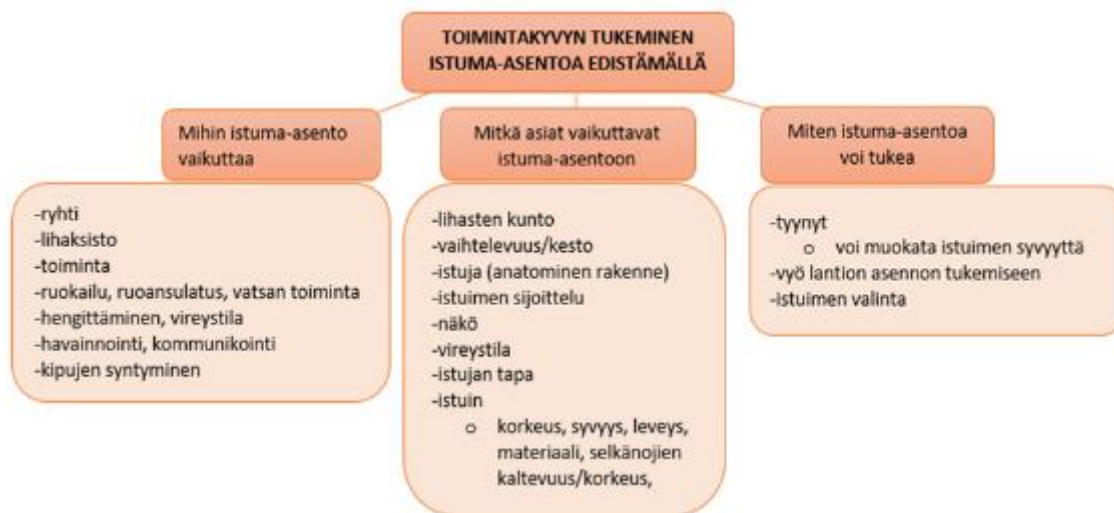 TOIMINTAKYVYN TUKEMINEN
ISTUMA-ASENTOA EDISTÄMÄLLÄ
Mihin istuma-asento
vaikuttaa
-ryhti
-lihaksisto
-toiminta
-ruokailu, ruoansulatus, vatsan toiminta
-hengittäminen, vireystila
-havainnointi, kommunikointi
-kipujen syntyminen
Mitkä asiat vaikuttavat
istuma-asentoon
-lihasten kunto
-vaihtelevuus/kesto
-istuja (anatominen rakenne)
-istuimen sijoittelu
-näkö
-vireystila
-istujan tapa
-istuin
o korkeus, syvyys, leveys,
materiaali, selkänojien
kaltevuus/korkeus,
Miten istuma-asentoa
voi tukea
-tyynyt
o voi muokata istuimen syvyyttä
-vyö lantion asennon tukemiseen
-istuimen valinta